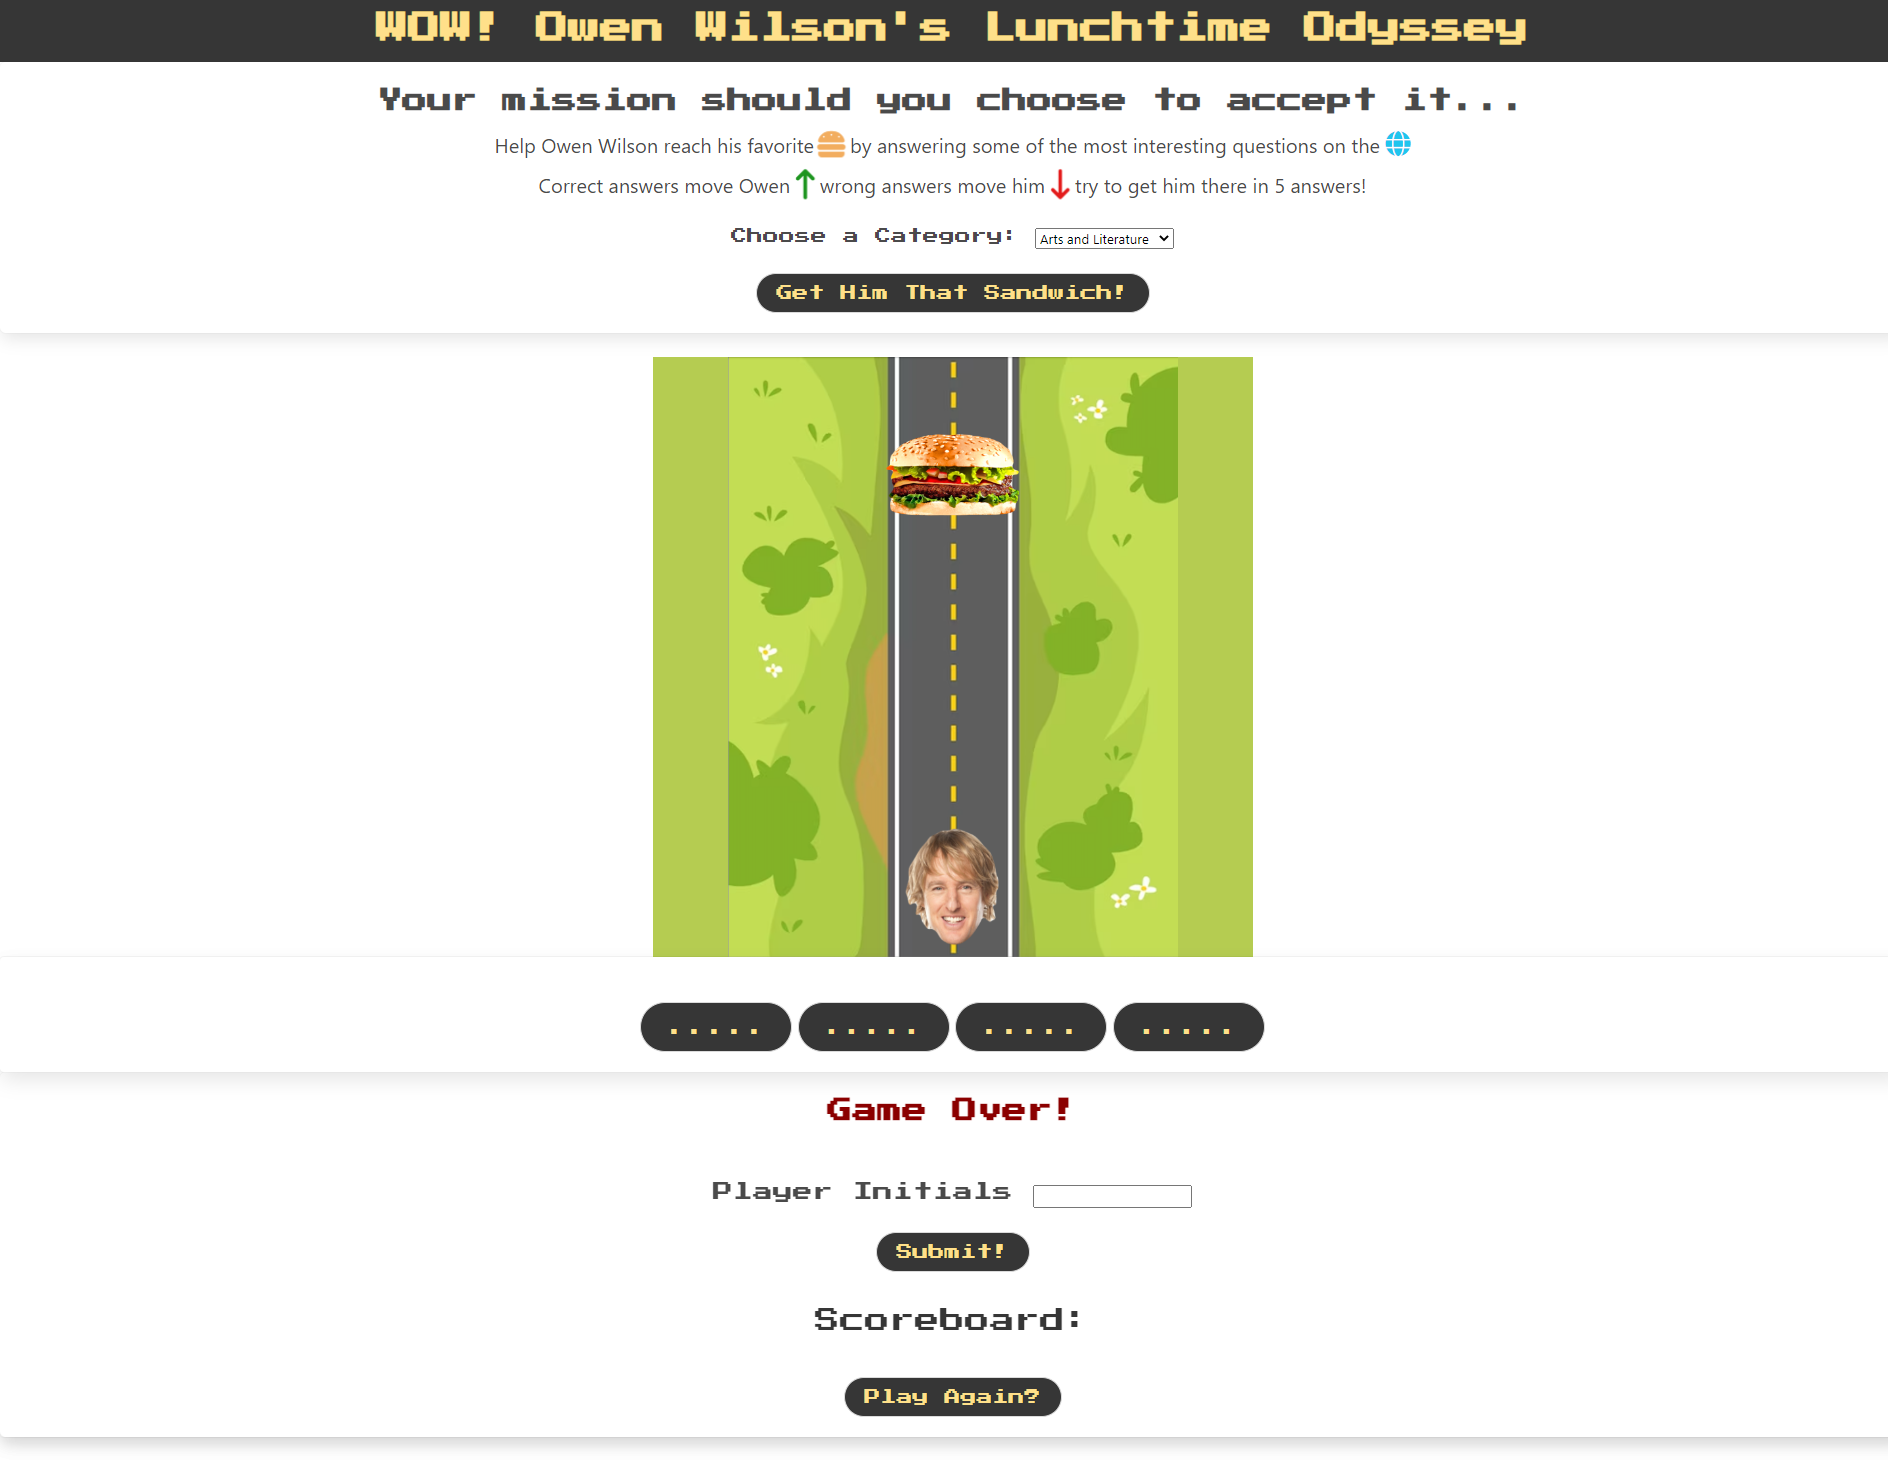 WOW! Owen Wilson's Lunchtime Odyssey
Your mission should you choose to accept it...
Help Owen Wilson reach his favorite by answering some of the most interesting questions on the
Correct answers move Owen wrong answers move him try to get him there in 5 answers!
Choose a Category: Arts and Literature
Get Him That Sandwich!
..... ..... ..... .....
Game Over!
Player Initials
Submit!
Scoreboard:
Play Again?